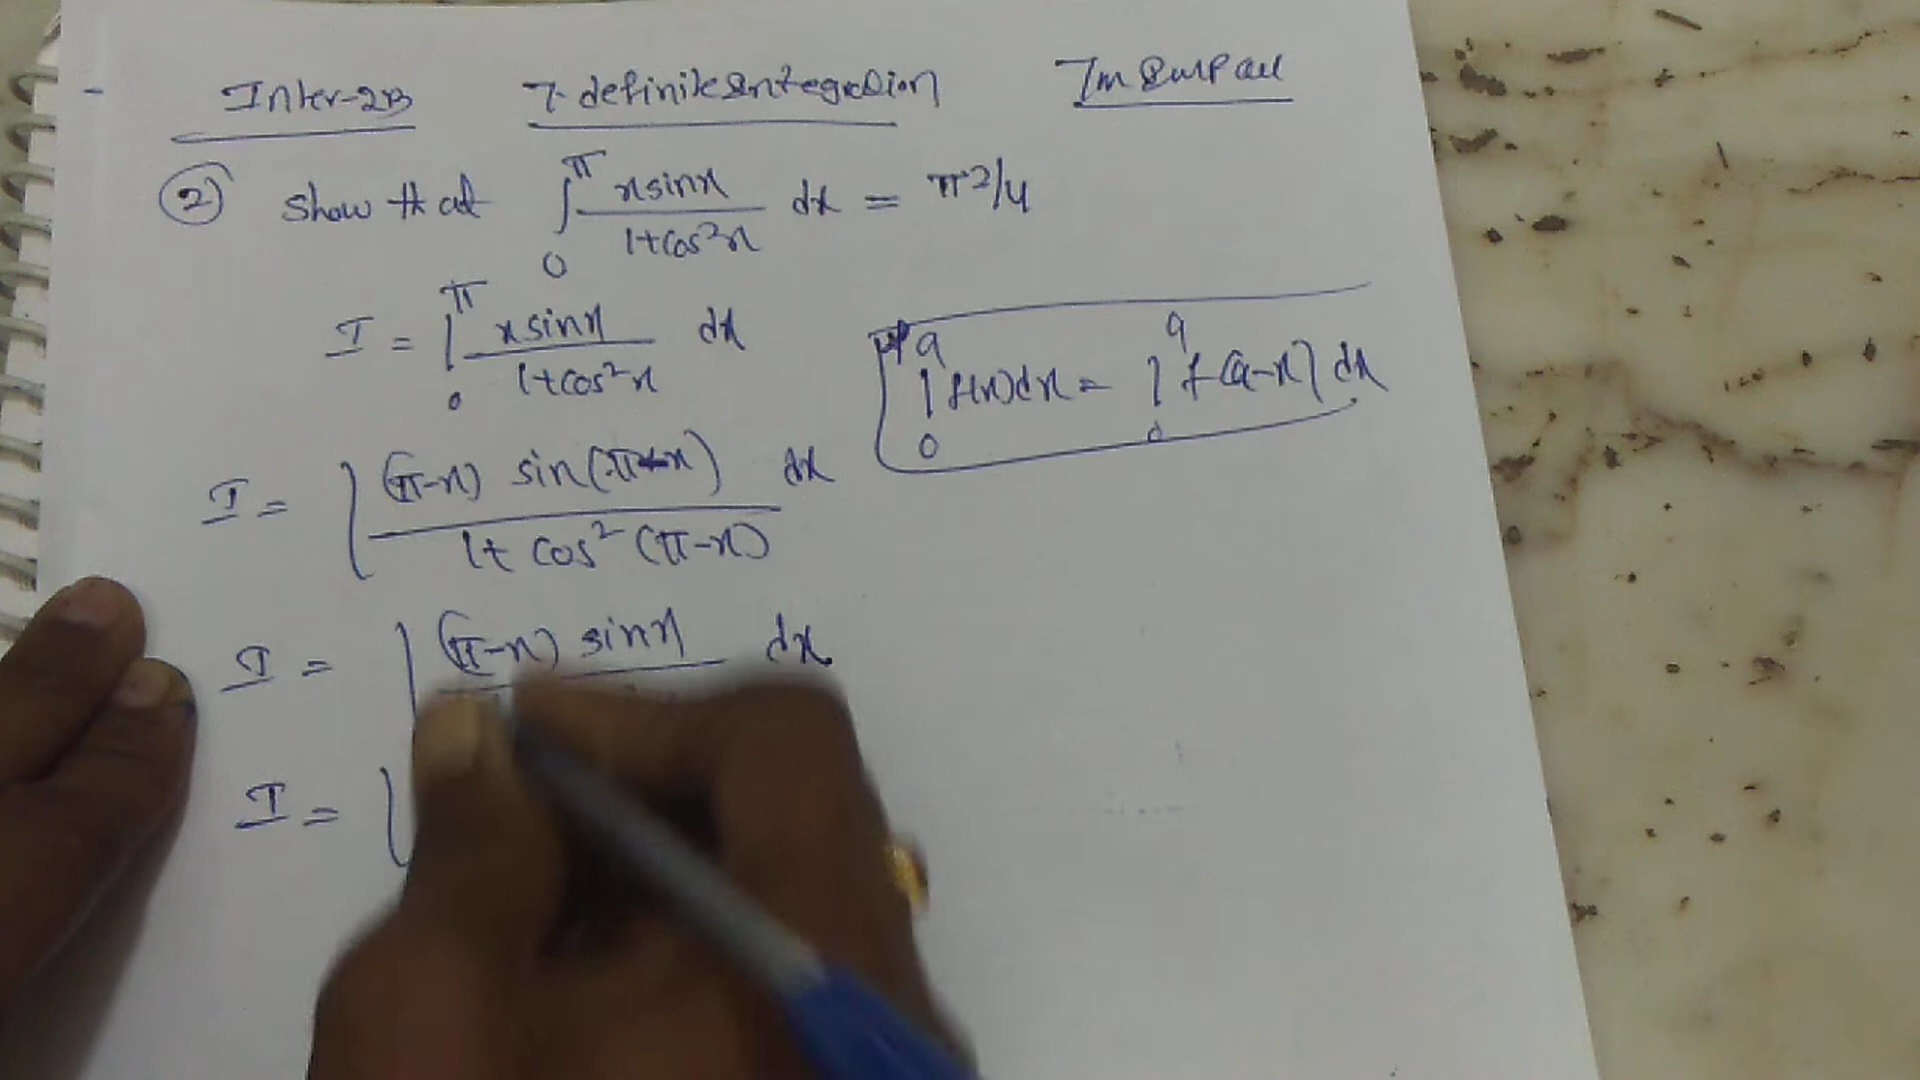 Inter-2B 7-definite Integration Im
2) Show that ∫₀^π x sinx / 1+cos²x dx = π²/4
I = ∫₀^π x sinx / 1+cos²x dx
∫₀^a f(x)dx = ∫₀^a f(a-x) dx
I = ∫ (π-x) sin(π-x) / 1+ cos²(π-x) dx
I = ∫ (π-x) sinx dx
I = ∫